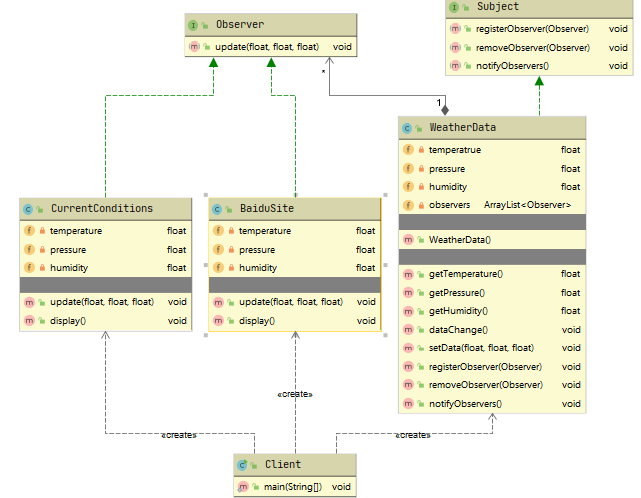 Observer
update(float, float, float) void
Subject
registerObserver(Observer) void
removeObserver(Observer) void
notifyObservers() void
*
1
WeatherData
temperatrue float
pressure float
humidity float
observers ArrayList<Observer>
WeatherData()
getTemperature() float
getPressure() float
getHumidity() float
dataChange() void
setData(float, float, float) void
registerObserver(Observer) void
removeObserver(Observer) void
notifyObservers() void
CurrentConditions
temperature float
pressure float
humidity float
update(float, float, float) void
display() void
BaiduSite
temperature float
pressure float
humidity float
update(float, float, float) void
display() void
«create»
«create»
«create»
Client
main(String[]) void